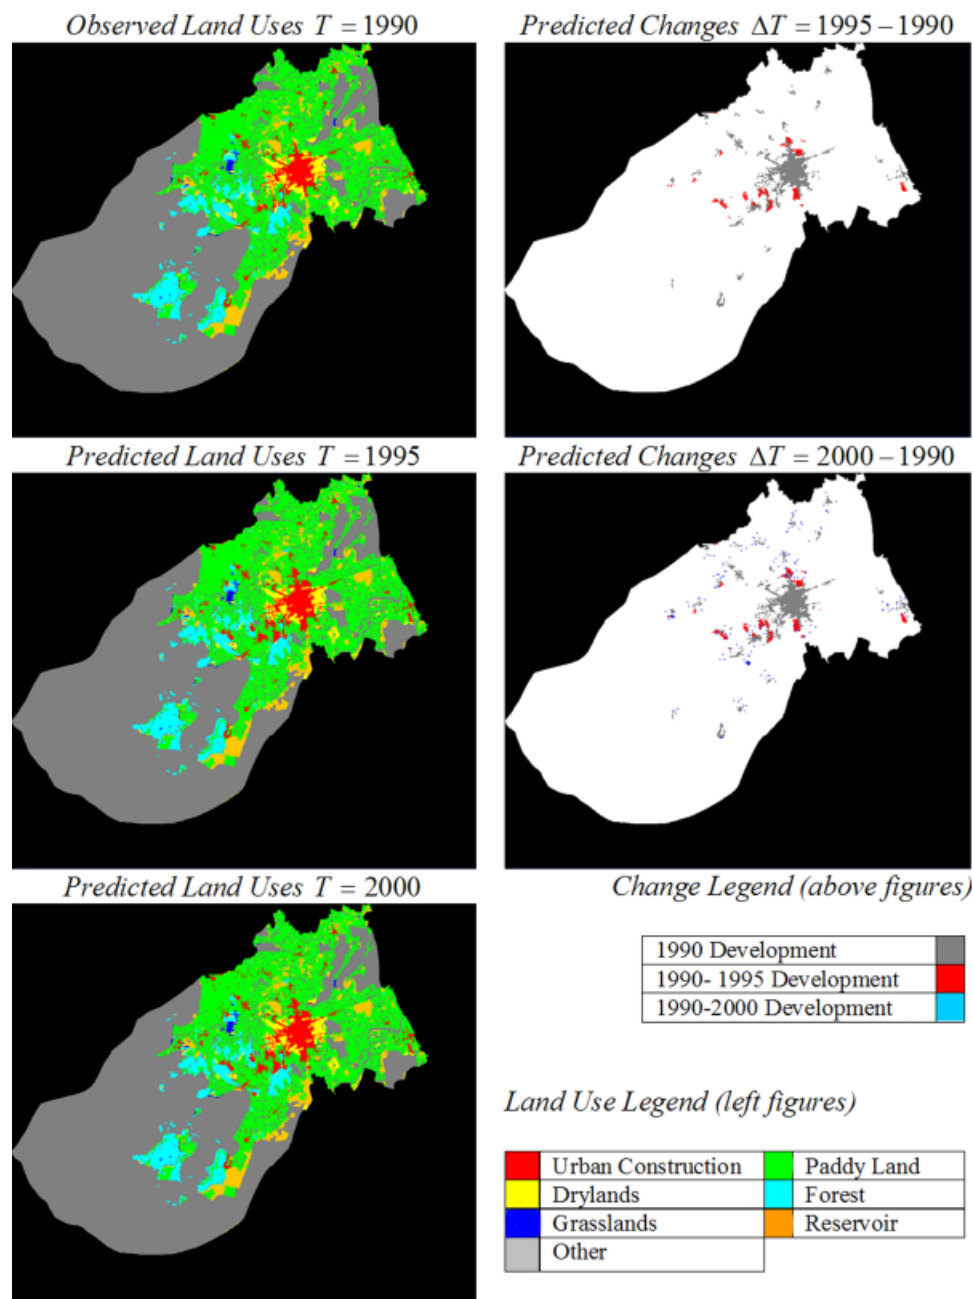 Observed Land Uses T = 1990
Predicted Changes ΔT = 1995 – 1990
Predicted Land Uses T = 1995
Predicted Changes ΔT = 2000 – 1990
Predicted Land Uses T = 2000
Change Legend (above figures)
1990 Development
1990- 1995 Development
1990-2000 Development
Land Use Legend (left figures)
Urban Construction
Paddy Land
Drylands
Forest
Grasslands
Reservoir
Other